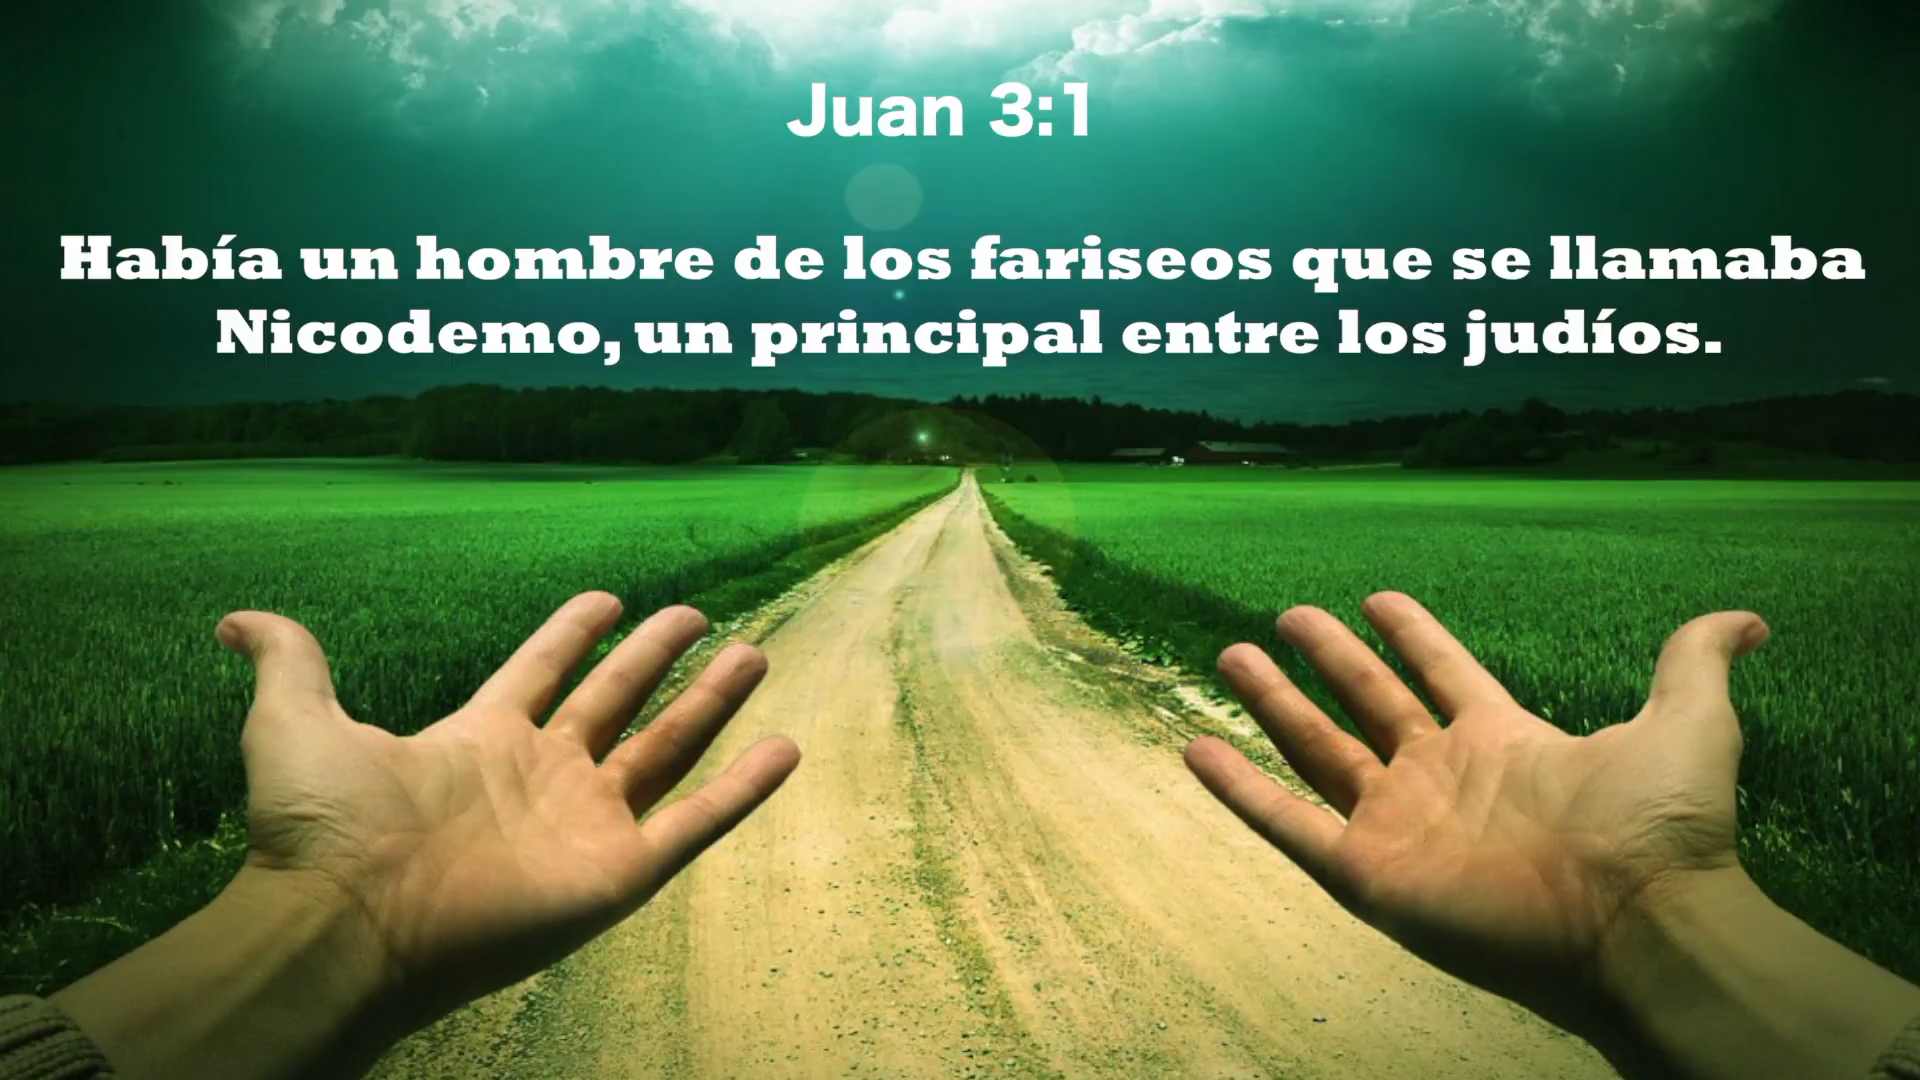 Juan 3:1
Había un hombre de los fariseos que se llamaba
Nicodemo, un principal entre los judíos.